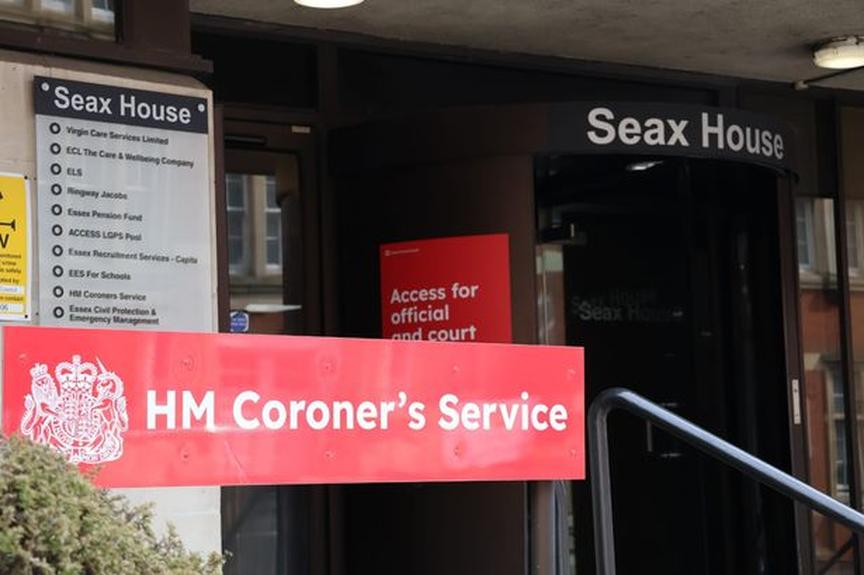 Seax House
Virgin Care Services Limited
ECL The Care & Wellbeing Company
ELS
Ringway Jacobs
Essex Pension Fund
ACCESS LGPS Pool
Essex Recruitment Services - Capita
EES For Schools
HM Coroners Service
Essex Civil Protection &
Emergency Management
Seax House
Access for
official
and court
Seax House
HM Coroner's Service